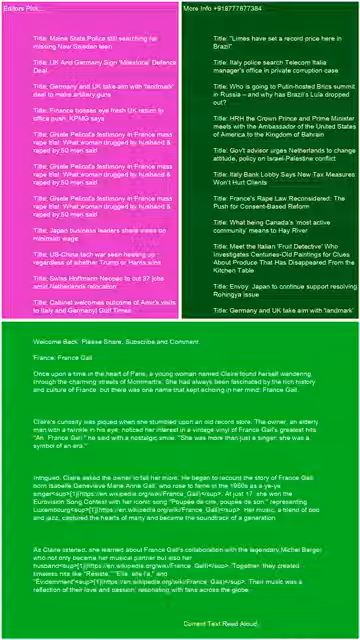 Editors Pick...
Title: Maine State Police still searching for
missing New Sweden teen
Title: UK And Germany Sign 'Milestone' Defence
Deal
Title: Germany and UK take aim with 'landmark'
deal to make artillery guns
Title: Finance bosses eye fresh UK return to
office push, KPMG says
Title: Gisele Pelicot's testimony in France mass
rape trial: What woman drugged by husband &
raped by 50 men said
Title: Gisele Pelicot's testimony in France mass
rape trial: What woman drugged by husband &
raped by 50 men said
Title: Gisele Pelicot's testimony in France mass
rape trial: What woman drugged by husband &
raped by 50 men said
Title: Japan business leaders share views on
minimum wage
Title: US-China tech war seen heating up
regardless of whether Trump or Harris wins
Title: Swiss Hoffmann Neopac to cut 37 jobs
amid Netherlands relocation
Title: Cabinet welcomes outcome of Amir's visits
to Italy and Germany| Gulf Times
More Info +918777877384
Title: "Limes have set a record price here in
Brazil"
Title: Italy police search Telecom Italia
manager's office in private corruption case
Title: Who is going to Putin-hosted Brics summit
in Russia – and why has Brazil's Lula dropped
out?
Title: HRH the Crown Prince and Prime Minister
meets with the Ambassador of the United States
of America to the Kingdom of Bahrain
Title: Gov't advisor urges Netherlands to change
attitude, policy on Israel-Palestine conflict
Title: Italy Bank Lobby Says New Tax Measures
Won't Hurt Clients
Title: France's Rape Law Reconsidered: The
Push for Consent-Based Reform
Title: What being Canada's 'most active
community' means to Hay River
Title: Meet the Italian 'Fruit Detective' Who
Investigates Centuries-Old Paintings for Clues
About Produce That Has Disappeared From the
Kitchen Table
Title: Envoy: Japan to continue support resolving
Rohingya issue
Title: Germany and UK take aim with 'landmark'
Welcome Back. Please Share, Subscribe and Comment.
France: France Gall
Once upon a time in the heart of Paris, a young woman named Claire found herself wandering
through the charming streets of Montmartre. She had always been fascinated by the rich history
and culture of France, but there was one name that kept echoing in her mind: France Gall.
Claire's curiosity was piqued when she stumbled upon an old record store. The owner, an elderly
man with a twinkle in his eye, noticed her interest in a vintage vinyl of France Gall's greatest hits.
"Ah, France Gall," he said with a nostalgic smile. "She was more than just a singer; she was a
symbol of an era."
Intrigued, Claire asked the owner to tell her more. He began to recount the story of France Gall,
born Isabelle Geneviève Marie Anne Gall, who rose to fame in the 1960s as a yé-yé
singer<sup>[1](https://en.wikipedia.org/wiki/France_Gall)</sup>. At just 17, she won the
Eurovision Song Contest with her iconic song "Poupée de cire, poupée de son," representing
Luxembourg<sup>[1](https://en.wikipedia.org/wiki/France_Gall)</sup>. Her music, a blend of pop
and jazz, captured the hearts of many and became the soundtrack of a generation.
As Claire listened, she learned about France Gall's collaboration with the legendary Michel Berger,
who not only became her musical partner but also her
husband<sup>[1](https://en.wikipedia.org/wiki/France_Gall)</sup>. Together, they created
timeless hits like "Résiste," "Ella, elle l'a," and
"Évidemment"<sup>[1](https://en.wikipedia.org/wiki/France_Gall)</sup>. Their music was a
reflection of their love and passion, resonating with fans across the globe.
Current Text Read Aloud..